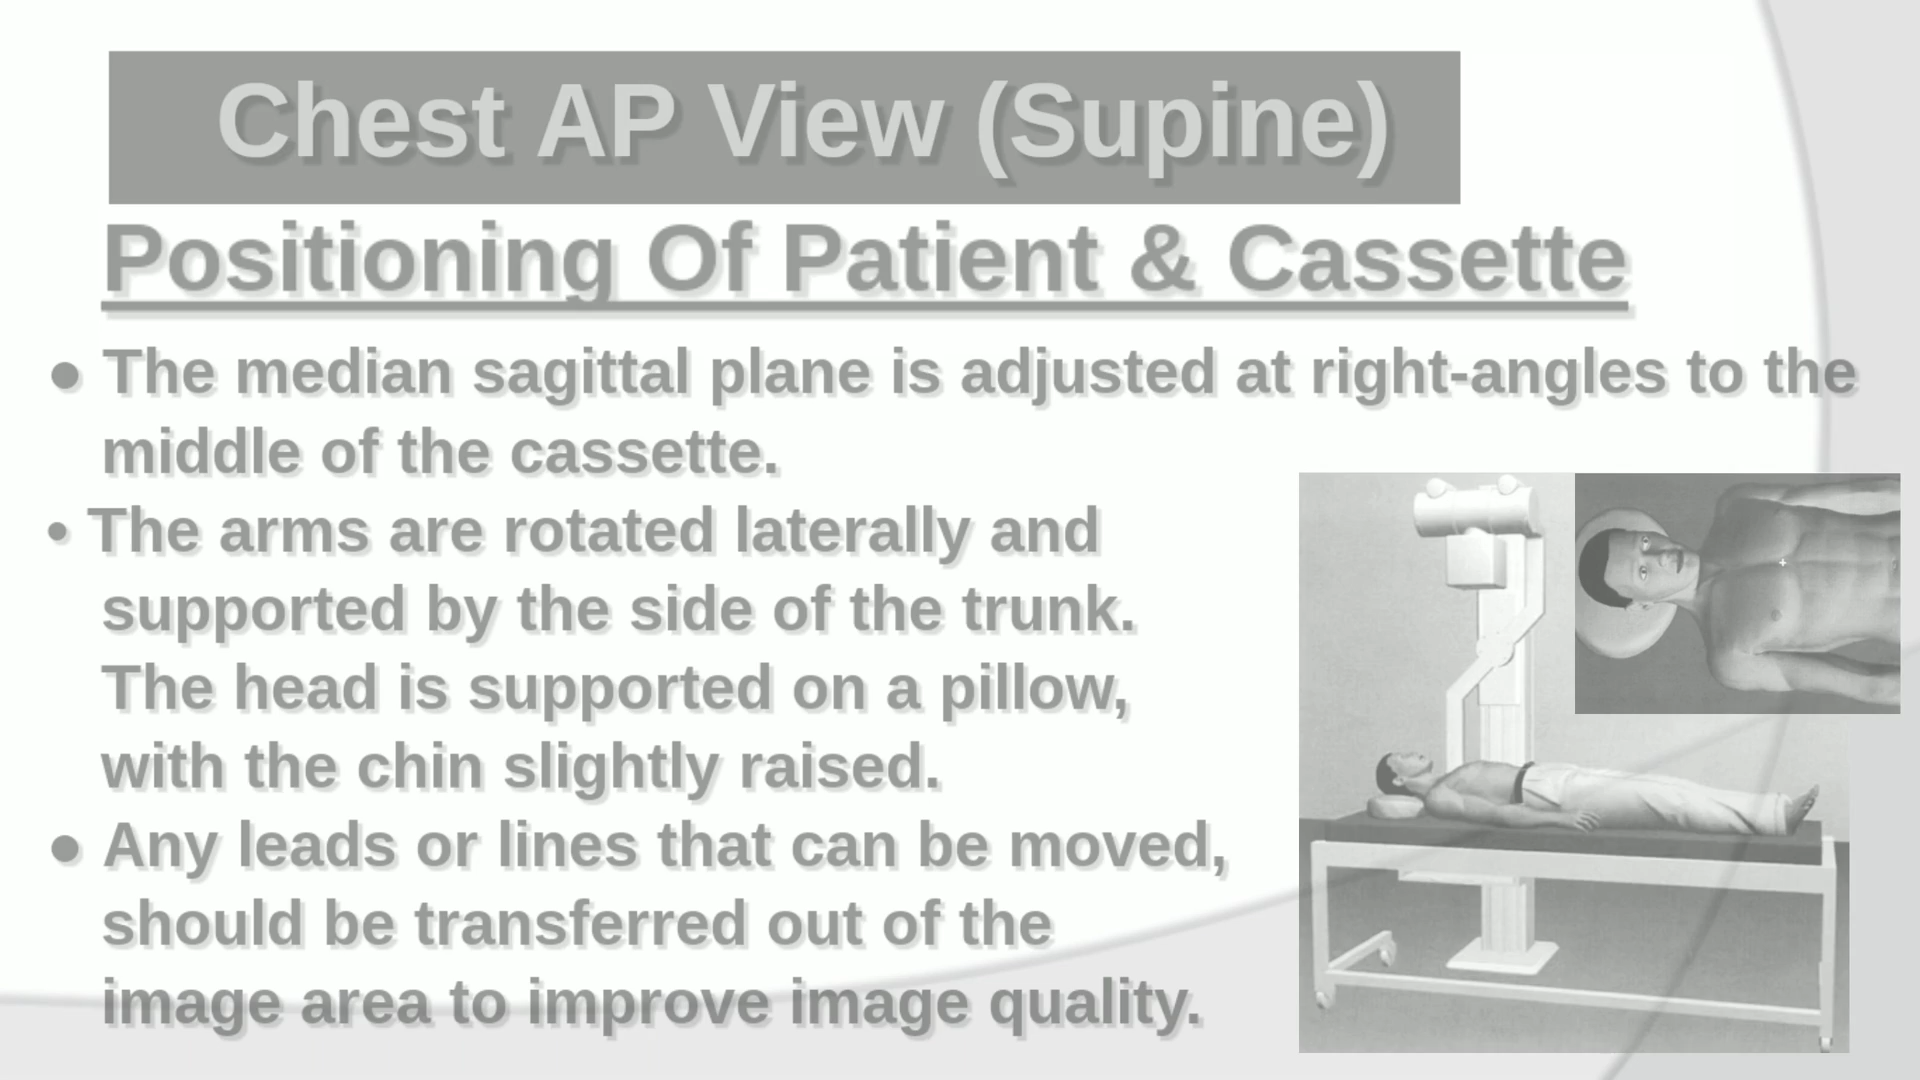 Chest AP View (Supine)
Positioning Of Patient & Cassette
● The median sagittal plane is adjusted at right-angles to the
middle of the cassette.
• The arms are rotated laterally and
supported by the side of the trunk.
The head is supported on a pillow,
with the chin slightly raised.
● Any leads or lines that can be moved,
should be transferred out of the
image area to improve image quality.